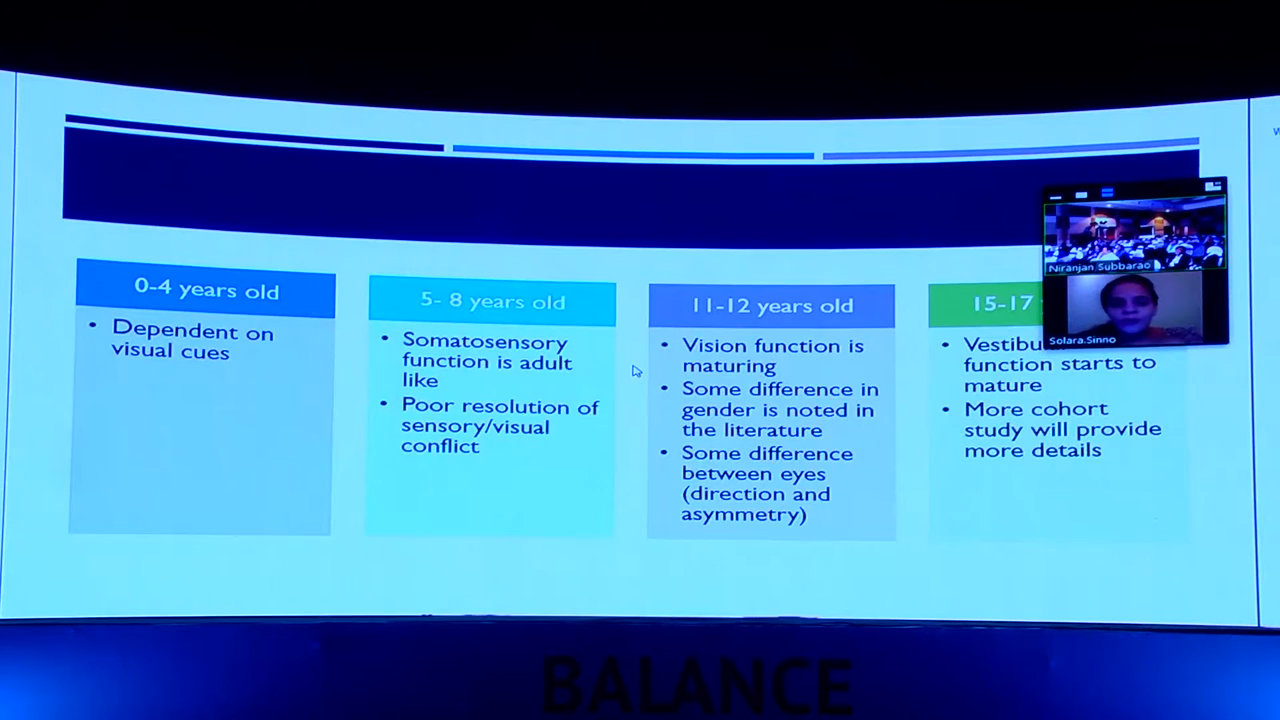 0-4 years old
• Dependent on
visual cues
5- 8 years old
• Somatosensory
function is adult
like
• Poor resolution of
sensory/visual
conflict
11-12 years old
• Vision function is
maturing
• Some difference in
gender is noted in
the literature
• Some difference
between eyes
(direction and
asymmetry)
15-17
•
function starts to
mature
• More cohort
study will provide
more details
Niranjan Subbarao
Solara.Sinno
BALANCE